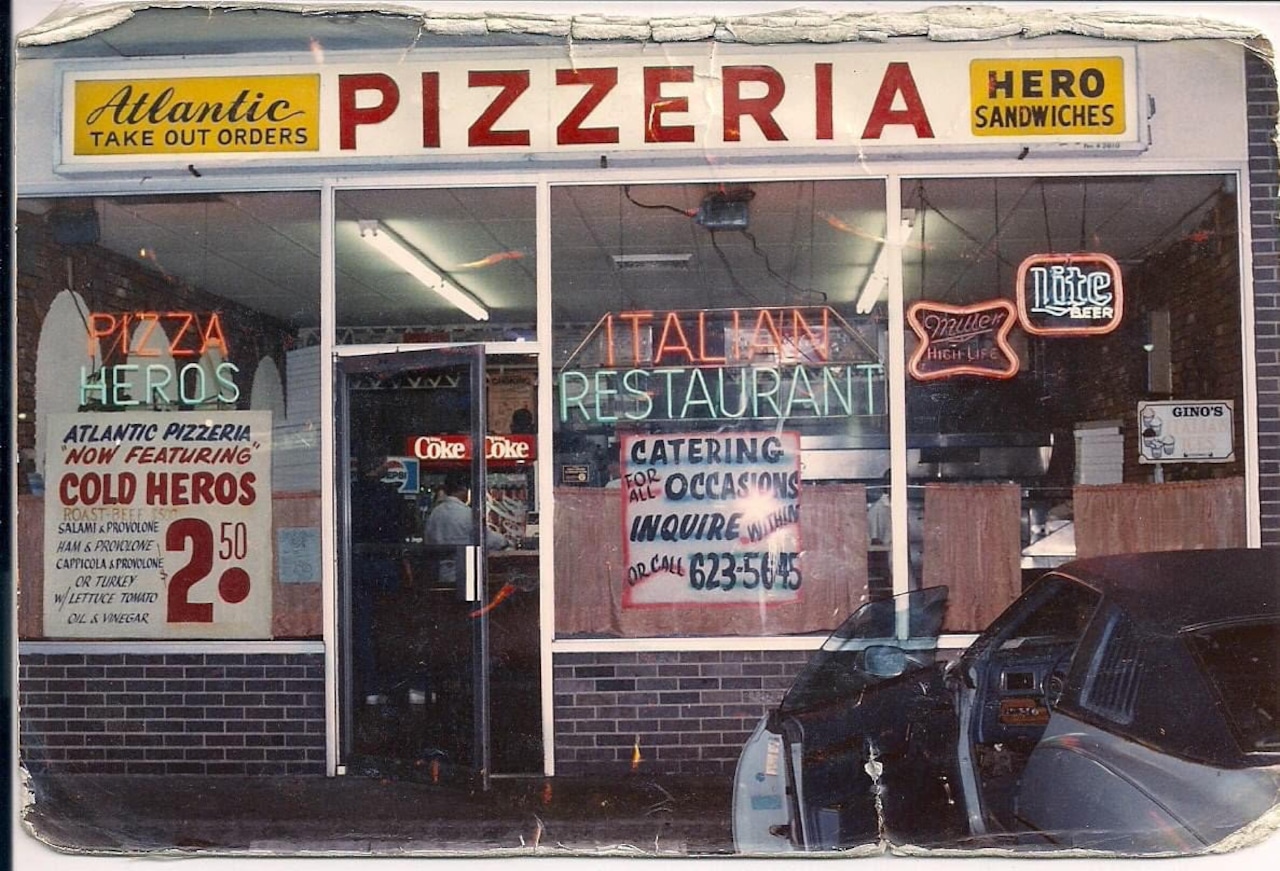 Atlantic
TAKE OUT ORDERS
PIZZERIA
HERO
SANDWICHES
PIZZA
HEROS
ITALIAN
RESTAURANT
Miller
HIGH LIFE
Lite
BEER
ATLANTIC PIZZERIA
"NOW FEATURING"
COLD HEROS
ROAST-BEEF
SALAMI & PROVOLONE
HAM & PROVOLONE
CAPPICOLA & PROVOLONE
OR TURKEY
W/ LETTUCE TOMATO
OIL & VINEGAR
2.50
Coke
Coke
PEPSI
CATERING
FOR ALL OCCASIONS
INQUIRE WITHIN
OR CALL 623-5645
GINO'S
ITALIAN